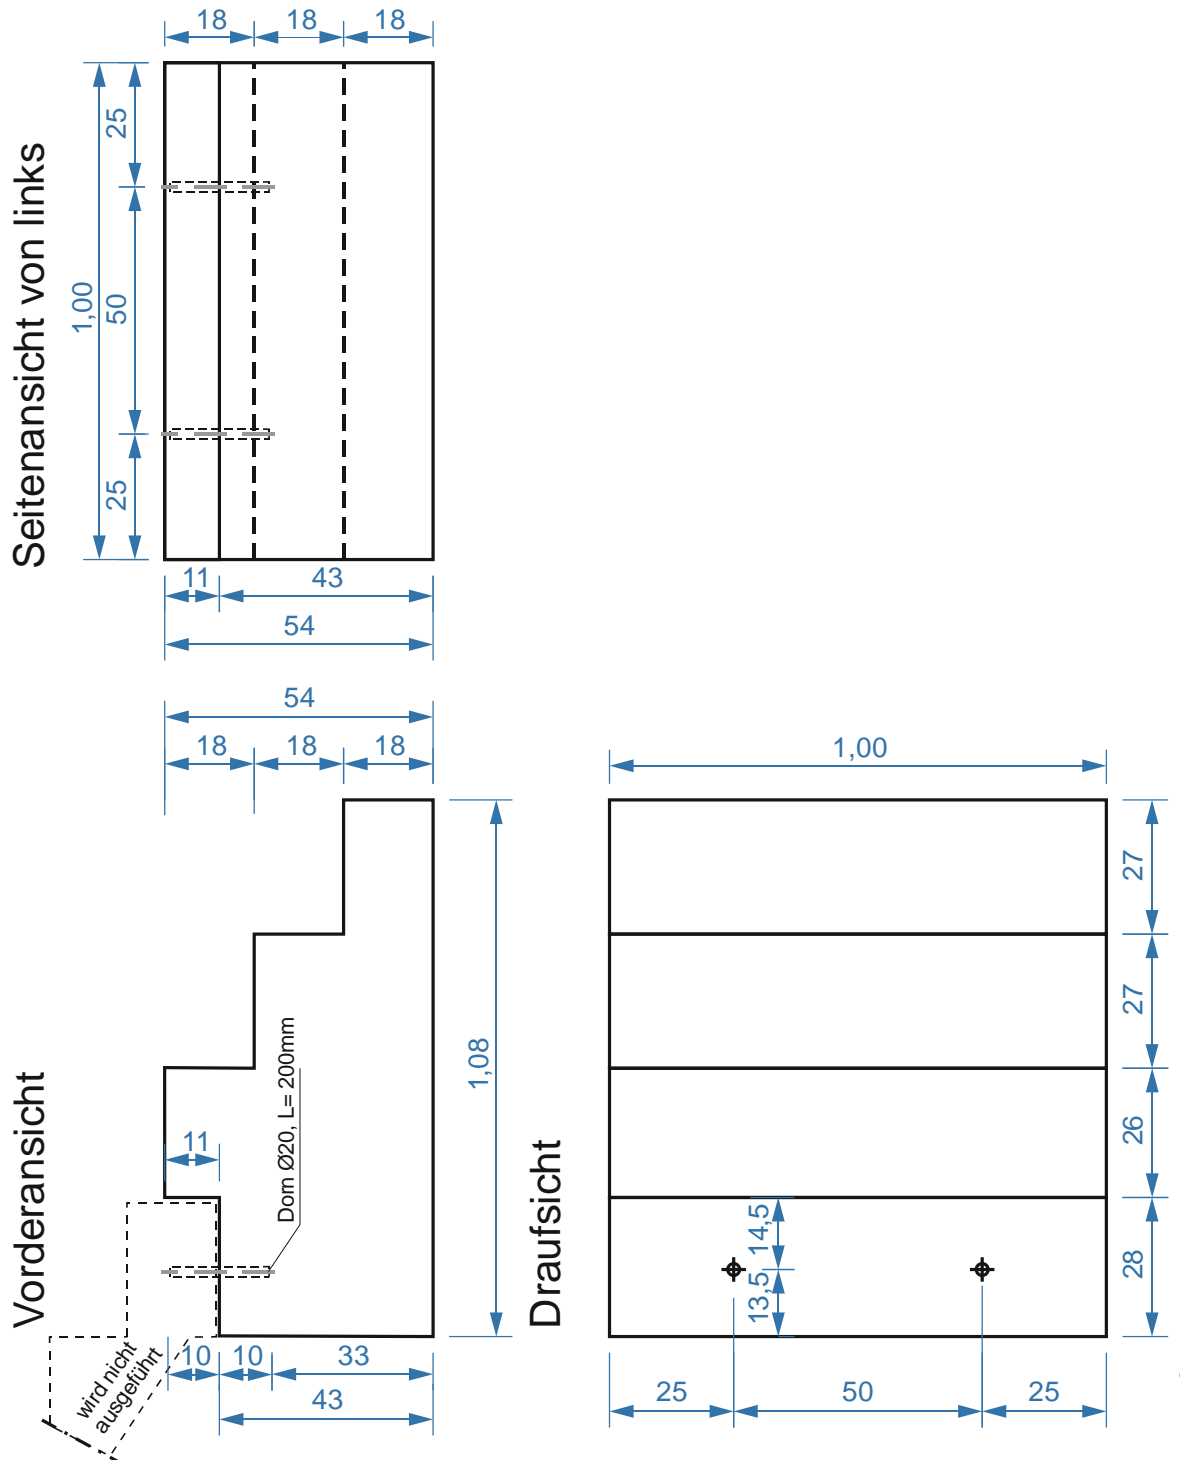 18 18 18
Seitenansicht von links
1,00
25
50
25
11 43
54
54
18 18 18
Vorderansicht
11
Dorn Ø20, L= 200mm
1,08
10 10 33
43
wird nicht
ausgeführt
Draufsicht
1,00
27
27
26
28
14,5
13,5
25 50 25